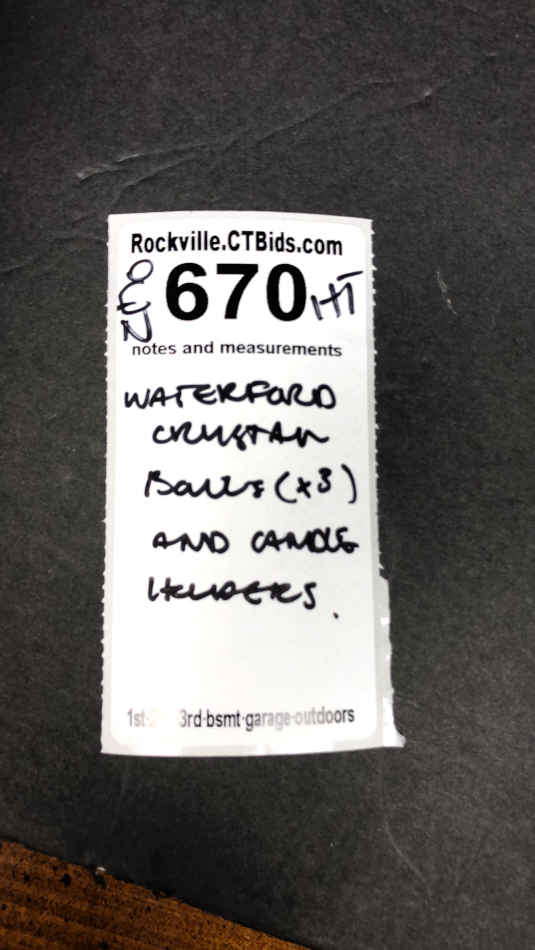 Rockville.CTBids.com
670 HT
notes and measurements
WATERFORD
CRYSTAL
BALLS (x3)
AND CANDLE
HOLDERS.
1st 3rd·bsmt·garage·outdoors